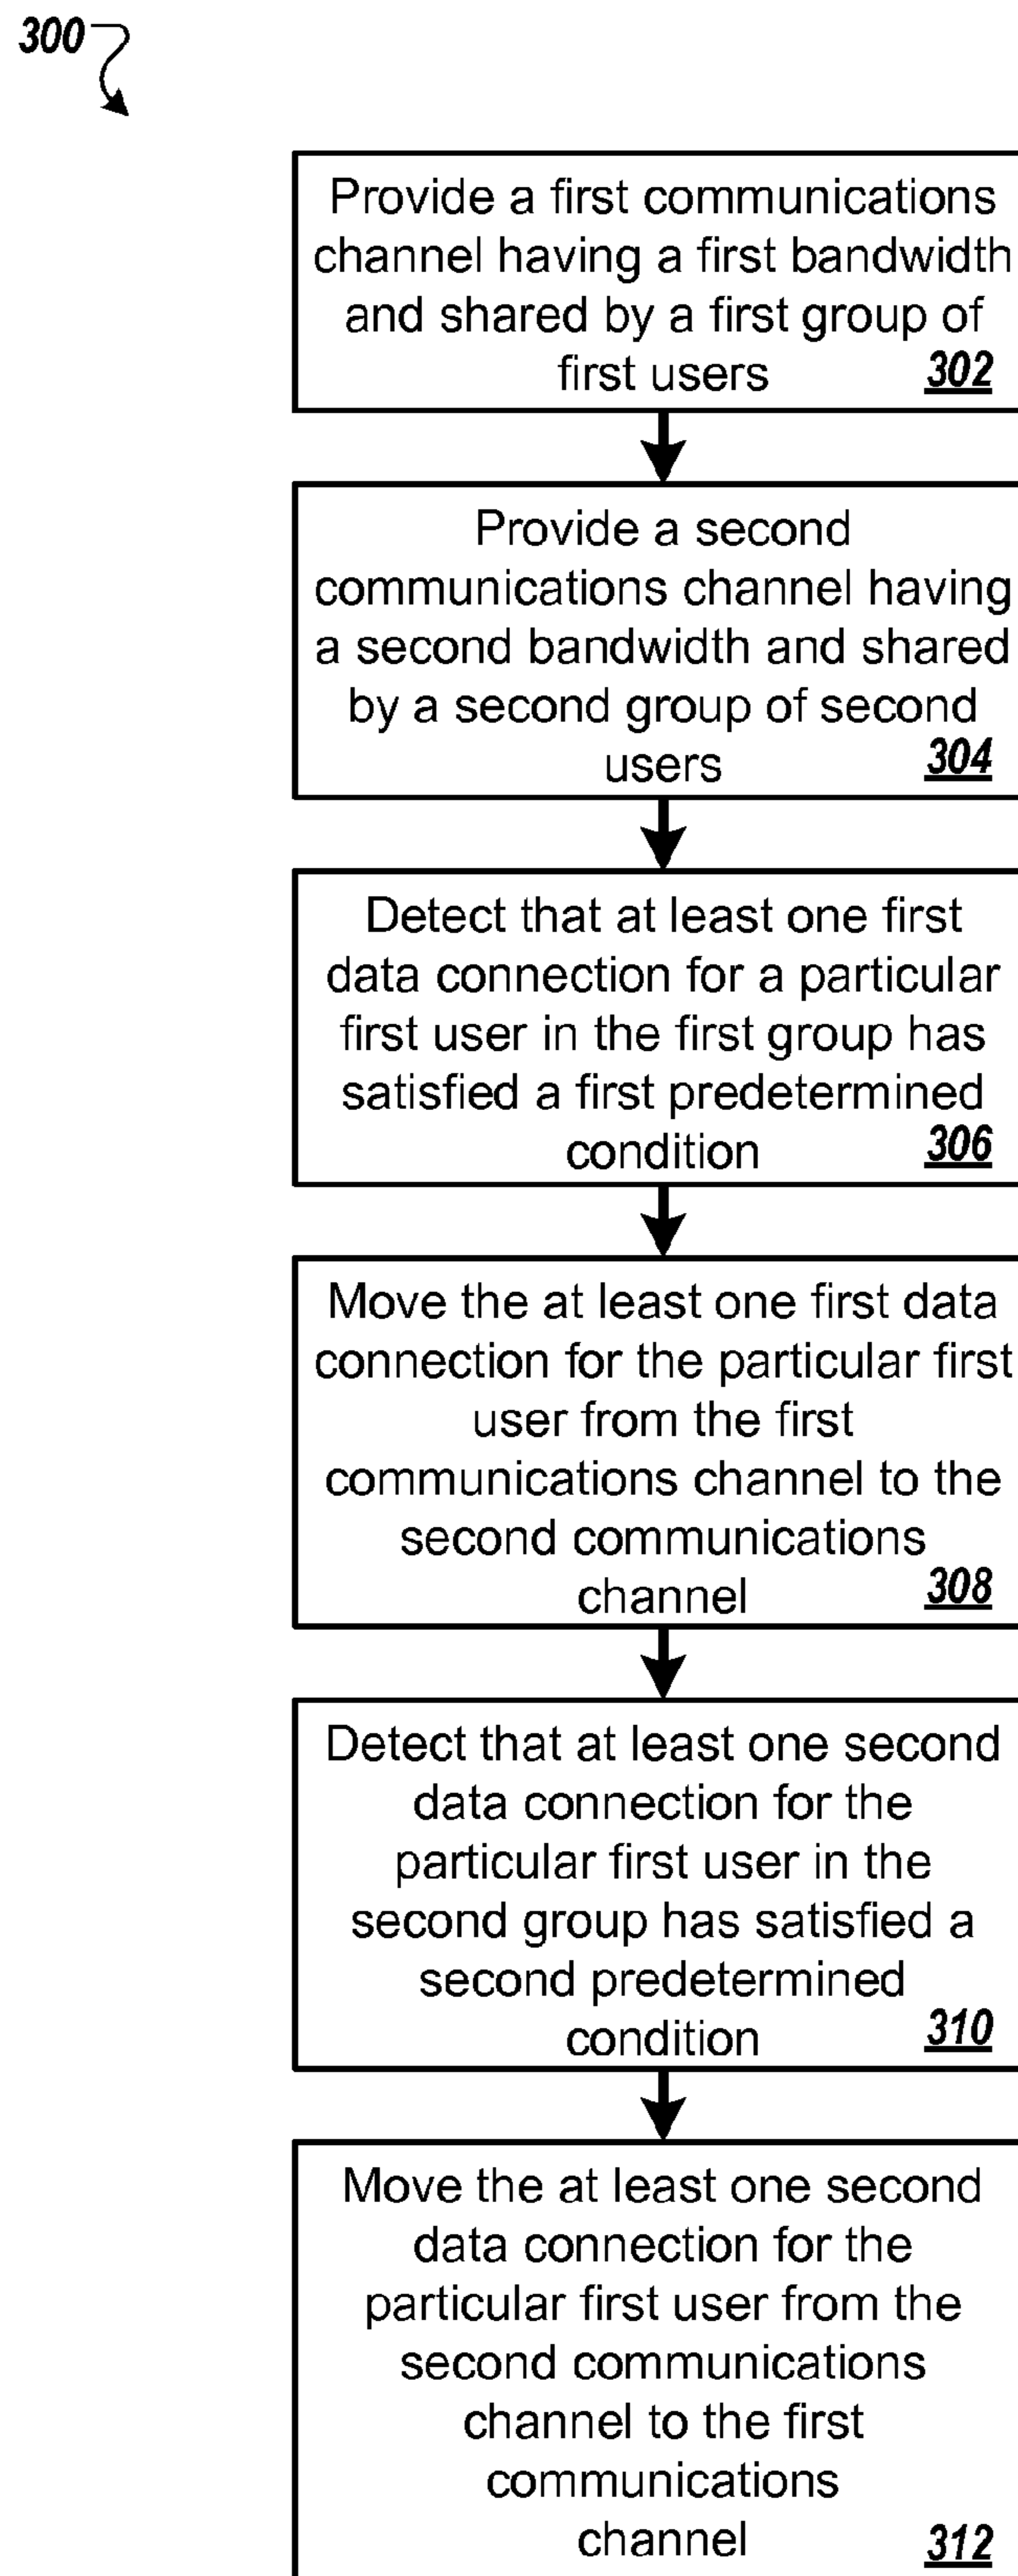 300
Provide a first communications
channel having a first bandwidth
and shared by a first group of
first users 302
Provide a second
communications channel having
a second bandwidth and shared
by a second group of second
users 304
Detect that at least one first
data connection for a particular
first user in the first group has
satisfied a first predetermined
condition 306
Move the at least one first data
connection for the particular first
user from the first
communications channel to the
second communications
channel 308
Detect that at least one second
data connection for the
particular first user in the
second group has satisfied a
second predetermined
condition 310
Move the at least one second
data connection for the
particular first user from the
second communications
channel to the first
communications
channel 312